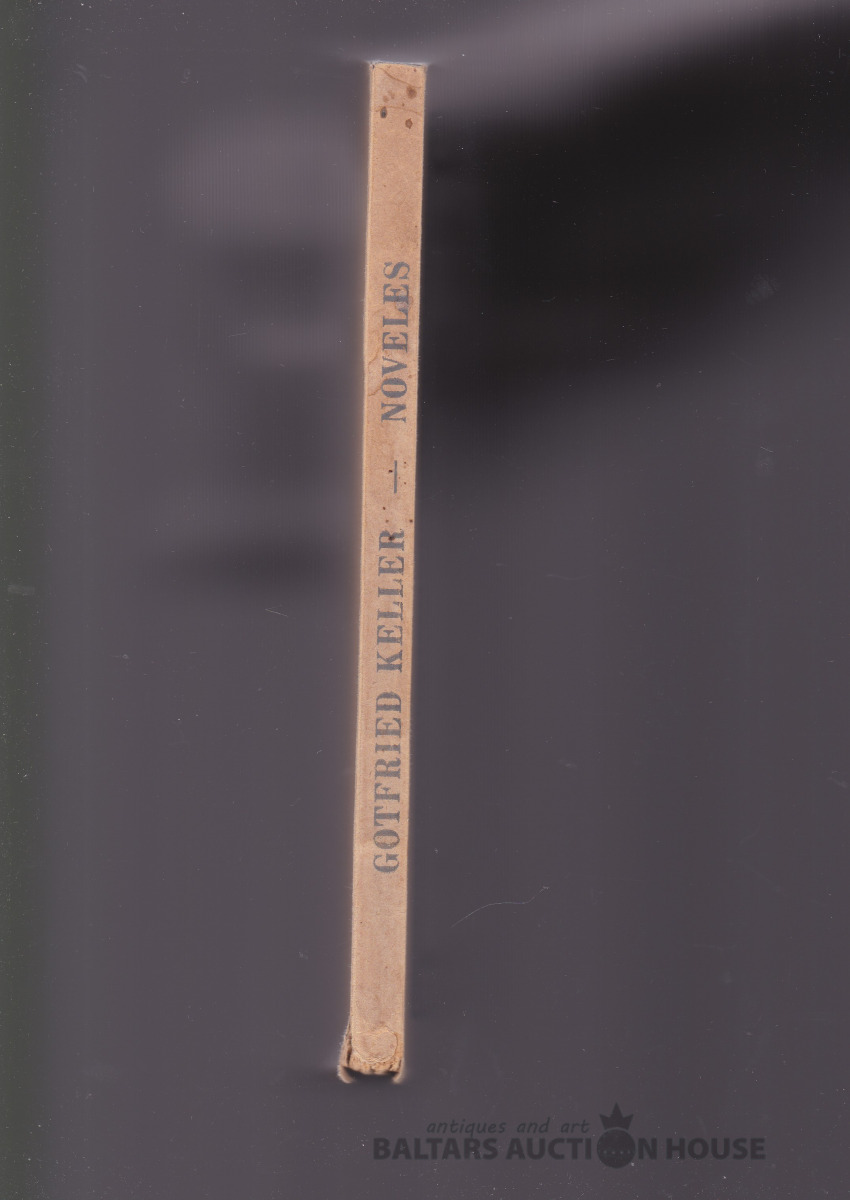 GOTFRIED KELLER — NOVELES
antiques and art
BALTARS AUCTION HOUSE